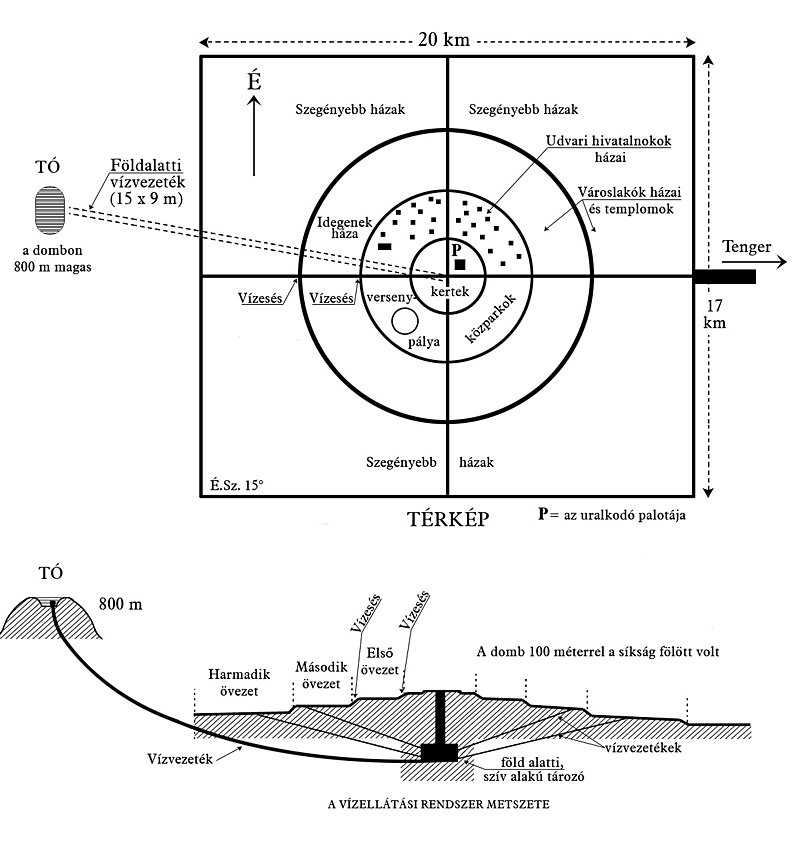 20 km
É
Szegényebb házak
Szegényebb házak
Udvari hivatalnokok
házai
TÓ
Földalatti
vízvezeték
(15 x 9 m)
Városlakók házai
és templomok
Idegenek
háza
a dombon
800 m magas
P
Tenger
Vízesés
Vízesés
verseny-
kertek
pálya
közparkok
17
km
Szegényebb
házak
É.Sz. 15°
TÉRKÉP
P= az uralkodó palotája
TÓ
800 m
Vízesés
Vízesés
Harmadik
övezet
Második
övezet
Első
övezet
A domb 100 méterrel a síkság fölött volt
Vízvezeték
vízvezetékek
föld alatti,
szív alakú tározó
A VÍZELLÁTÁSI RENDSZER METSZETE